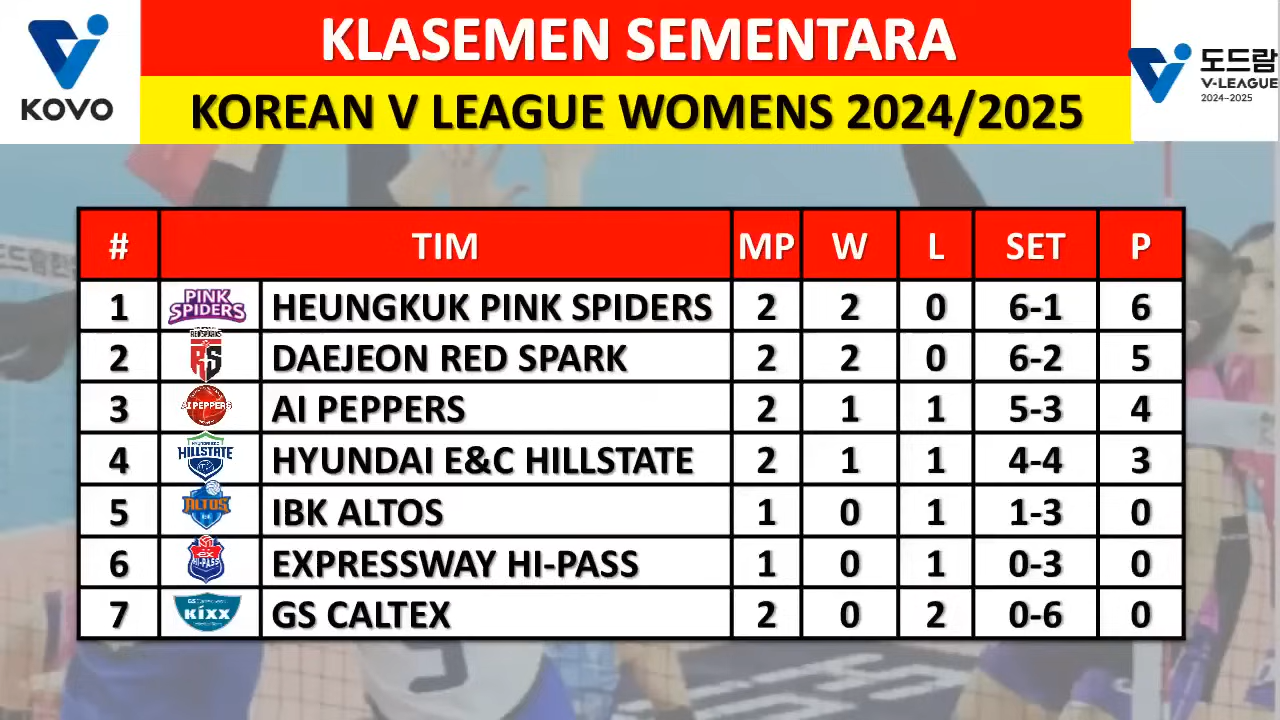 KLASEMEN SEMENTARA
KOREAN V LEAGUE WOMENS 2024/2025
KOVO
도드람
V-LEAGUE
2024-2025
# TIM MP W L SET P
1 PINK SPIDERS HEUNGKUK PINK SPIDERS 2 2 0 6-1 6
2 RS DAEJEON RED SPARK 2 2 0 6-2 5
3 AI PEPPERS AI PEPPERS 2 1 1 5-3 4
4 HILLSTATE HYUNDAI E&C HILLSTATE 2 1 1 4-4 3
5 ALTOS IBK ALTOS 1 0 1 1-3 0
6 ex HI-PASS EXPRESSWAY HI-PASS 1 0 1 0-3 0
7 KIXX GS CALTEX 2 0 2 0-6 0